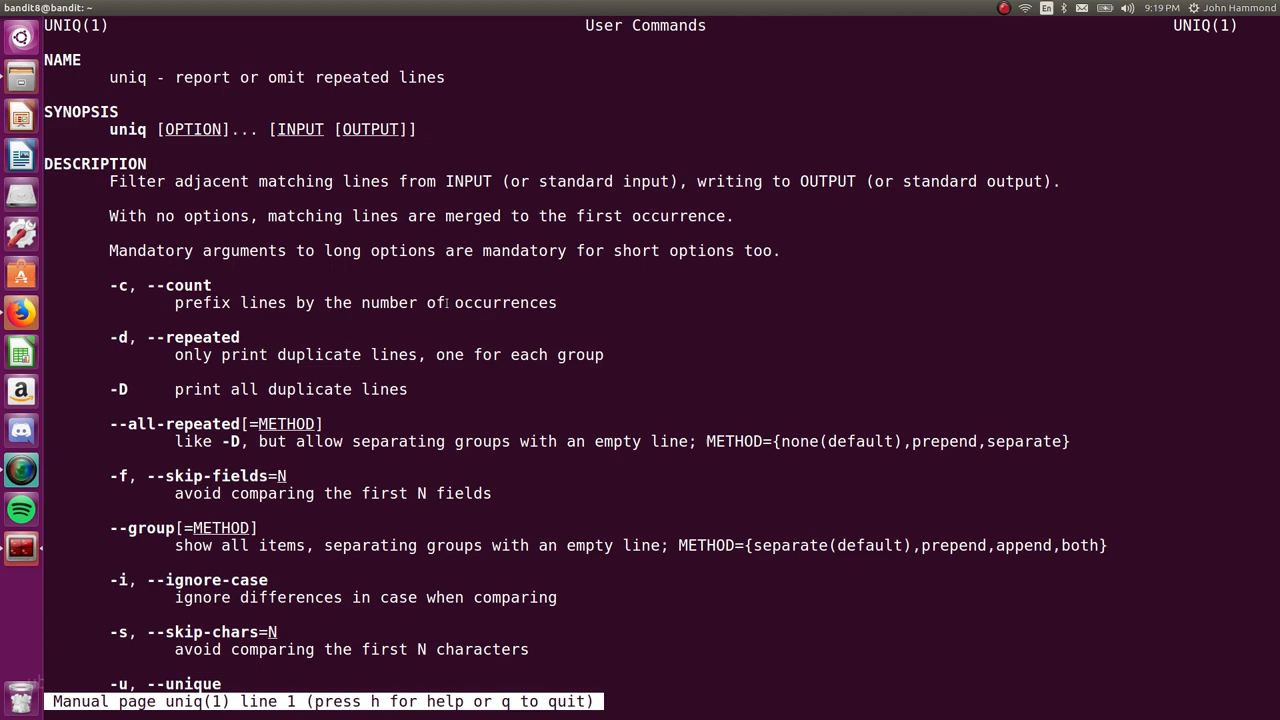 bandit8@bandit: ~
En
9:19 PM
John Hammond
UNIQ(1) User Commands UNIQ(1)
NAME
uniq - report or omit repeated lines
SYNOPSIS
uniq [OPTION]... [INPUT [OUTPUT]]
DESCRIPTION
Filter adjacent matching lines from INPUT (or standard input), writing to OUTPUT (or standard output).
With no options, matching lines are merged to the first occurrence.
Mandatory arguments to long options are mandatory for short options too.
-c, --count
prefix lines by the number of occurrences
-d, --repeated
only print duplicate lines, one for each group
-D print all duplicate lines
--all-repeated[=METHOD]
like -D, but allow separating groups with an empty line; METHOD={none(default),prepend,separate}
-f, --skip-fields=N
avoid comparing the first N fields
--group[=METHOD]
show all items, separating groups with an empty line; METHOD={separate(default),prepend,append,both}
-i, --ignore-case
ignore differences in case when comparing
-s, --skip-chars=N
avoid comparing the first N characters
-u, --unique
Manual page uniq(1) line 1 (press h for help or q to quit)